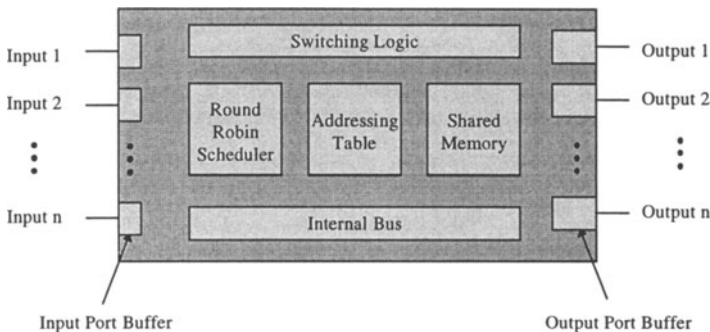 Switching Logic
Input 1
Output 1
Input 2
Output 2
Round
Robin
Scheduler
Addressing
Table
Shared
Memory
Input n
Internal Bus
Output n
Input Port Buffer
Output Port Buffer